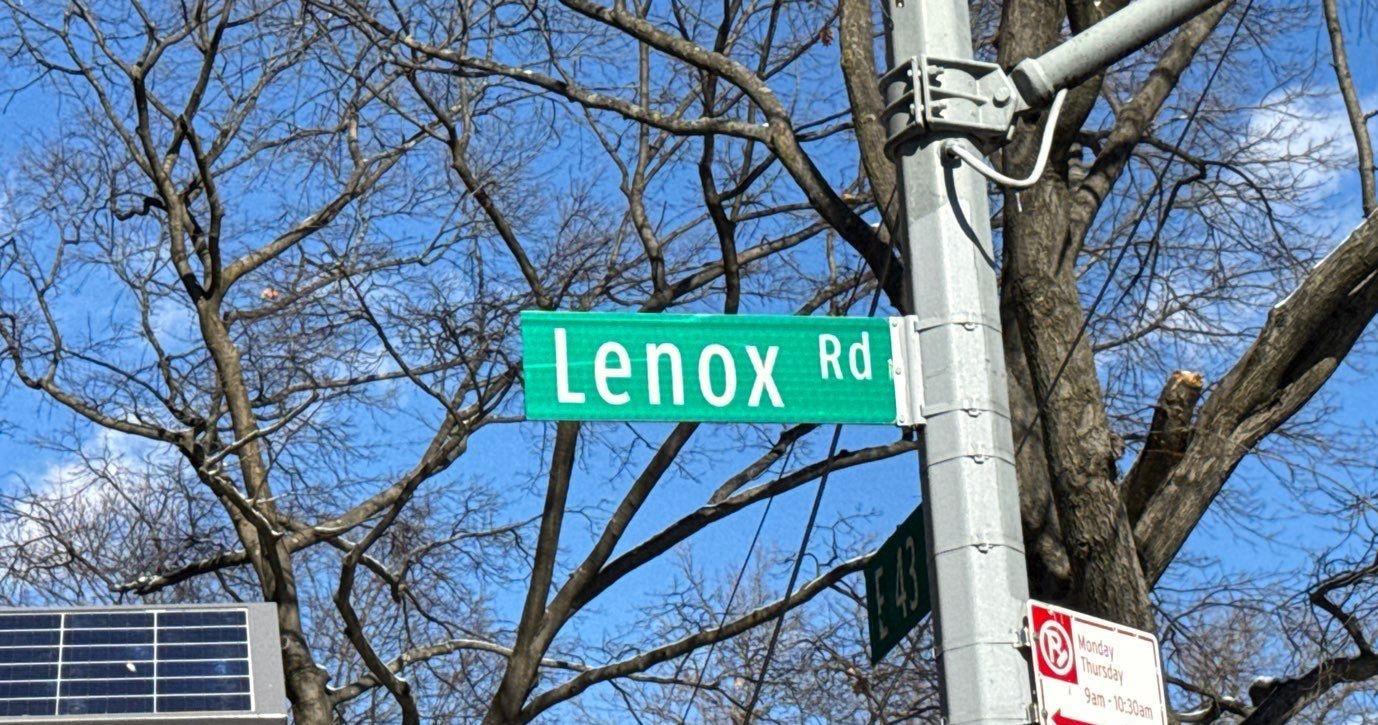 Lenox Rd
E 43
Monday
Thursday
9am - 10:30am